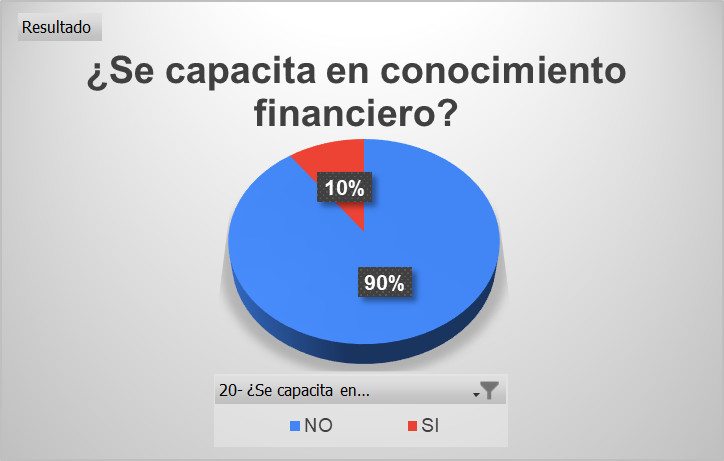 Resultado
¿Se capacita en conocimiento
financiero?
10%
90%
20- ¿Se capacita en...
NO SI